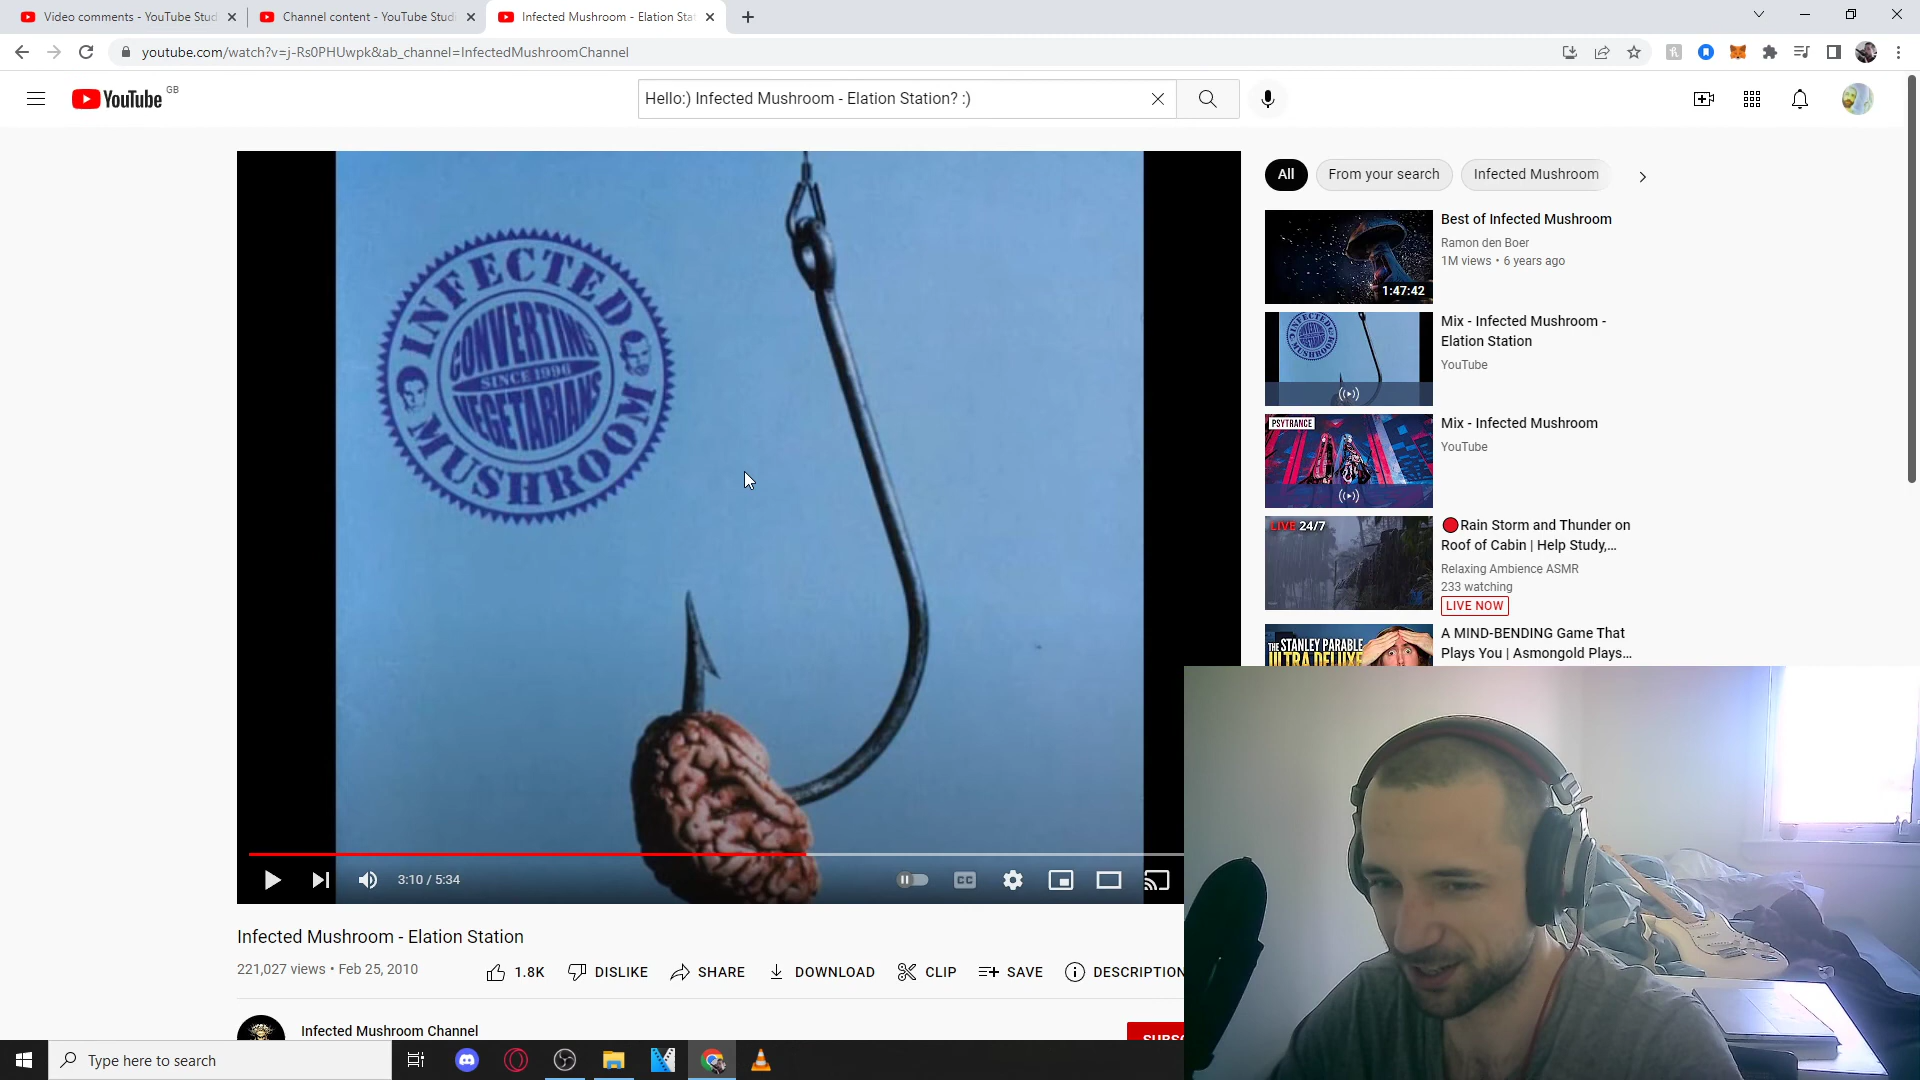 Video comments - YouTube Stud
Channel content - YouTube Studi
Infected Mushroom - Elation Stat
youtube.com/watch?v=j-Rs0PHUwpk&ab_channel=InfectedMushroomChannel
YouTube GB
Hello:) Infected Mushroom - Elation Station? :)
INFECTED
CONVERTING
SINCE 1996
VEGETARIANS
MUSHROOM
3:10 / 5:34
CC
Infected Mushroom - Elation Station
221,027 views • Feb 25, 2010
1.8K
DISLIKE
SHARE
DOWNLOAD
CLIP
SAVE
DESCRIPTION
Infected Mushroom Channel
SUBSC
All
From your search
Infected Mushroom
1:47:42
Best of Infected Mushroom
Ramon den Boer
1M views • 6 years ago
INFECTED
MUSHROOM
Mix - Infected Mushroom -
Elation Station
YouTube
PSYTRANCE
Mix - Infected Mushroom
YouTube
LIVE 24/7
🔴Rain Storm and Thunder on
Roof of Cabin | Help Study,...
Relaxing Ambience ASMR
233 watching
LIVE NOW
THE STANLEY PARABLE
ULTRA DELUXE
A MIND-BENDING Game That
Plays You | Asmongold Plays...
Type here to search